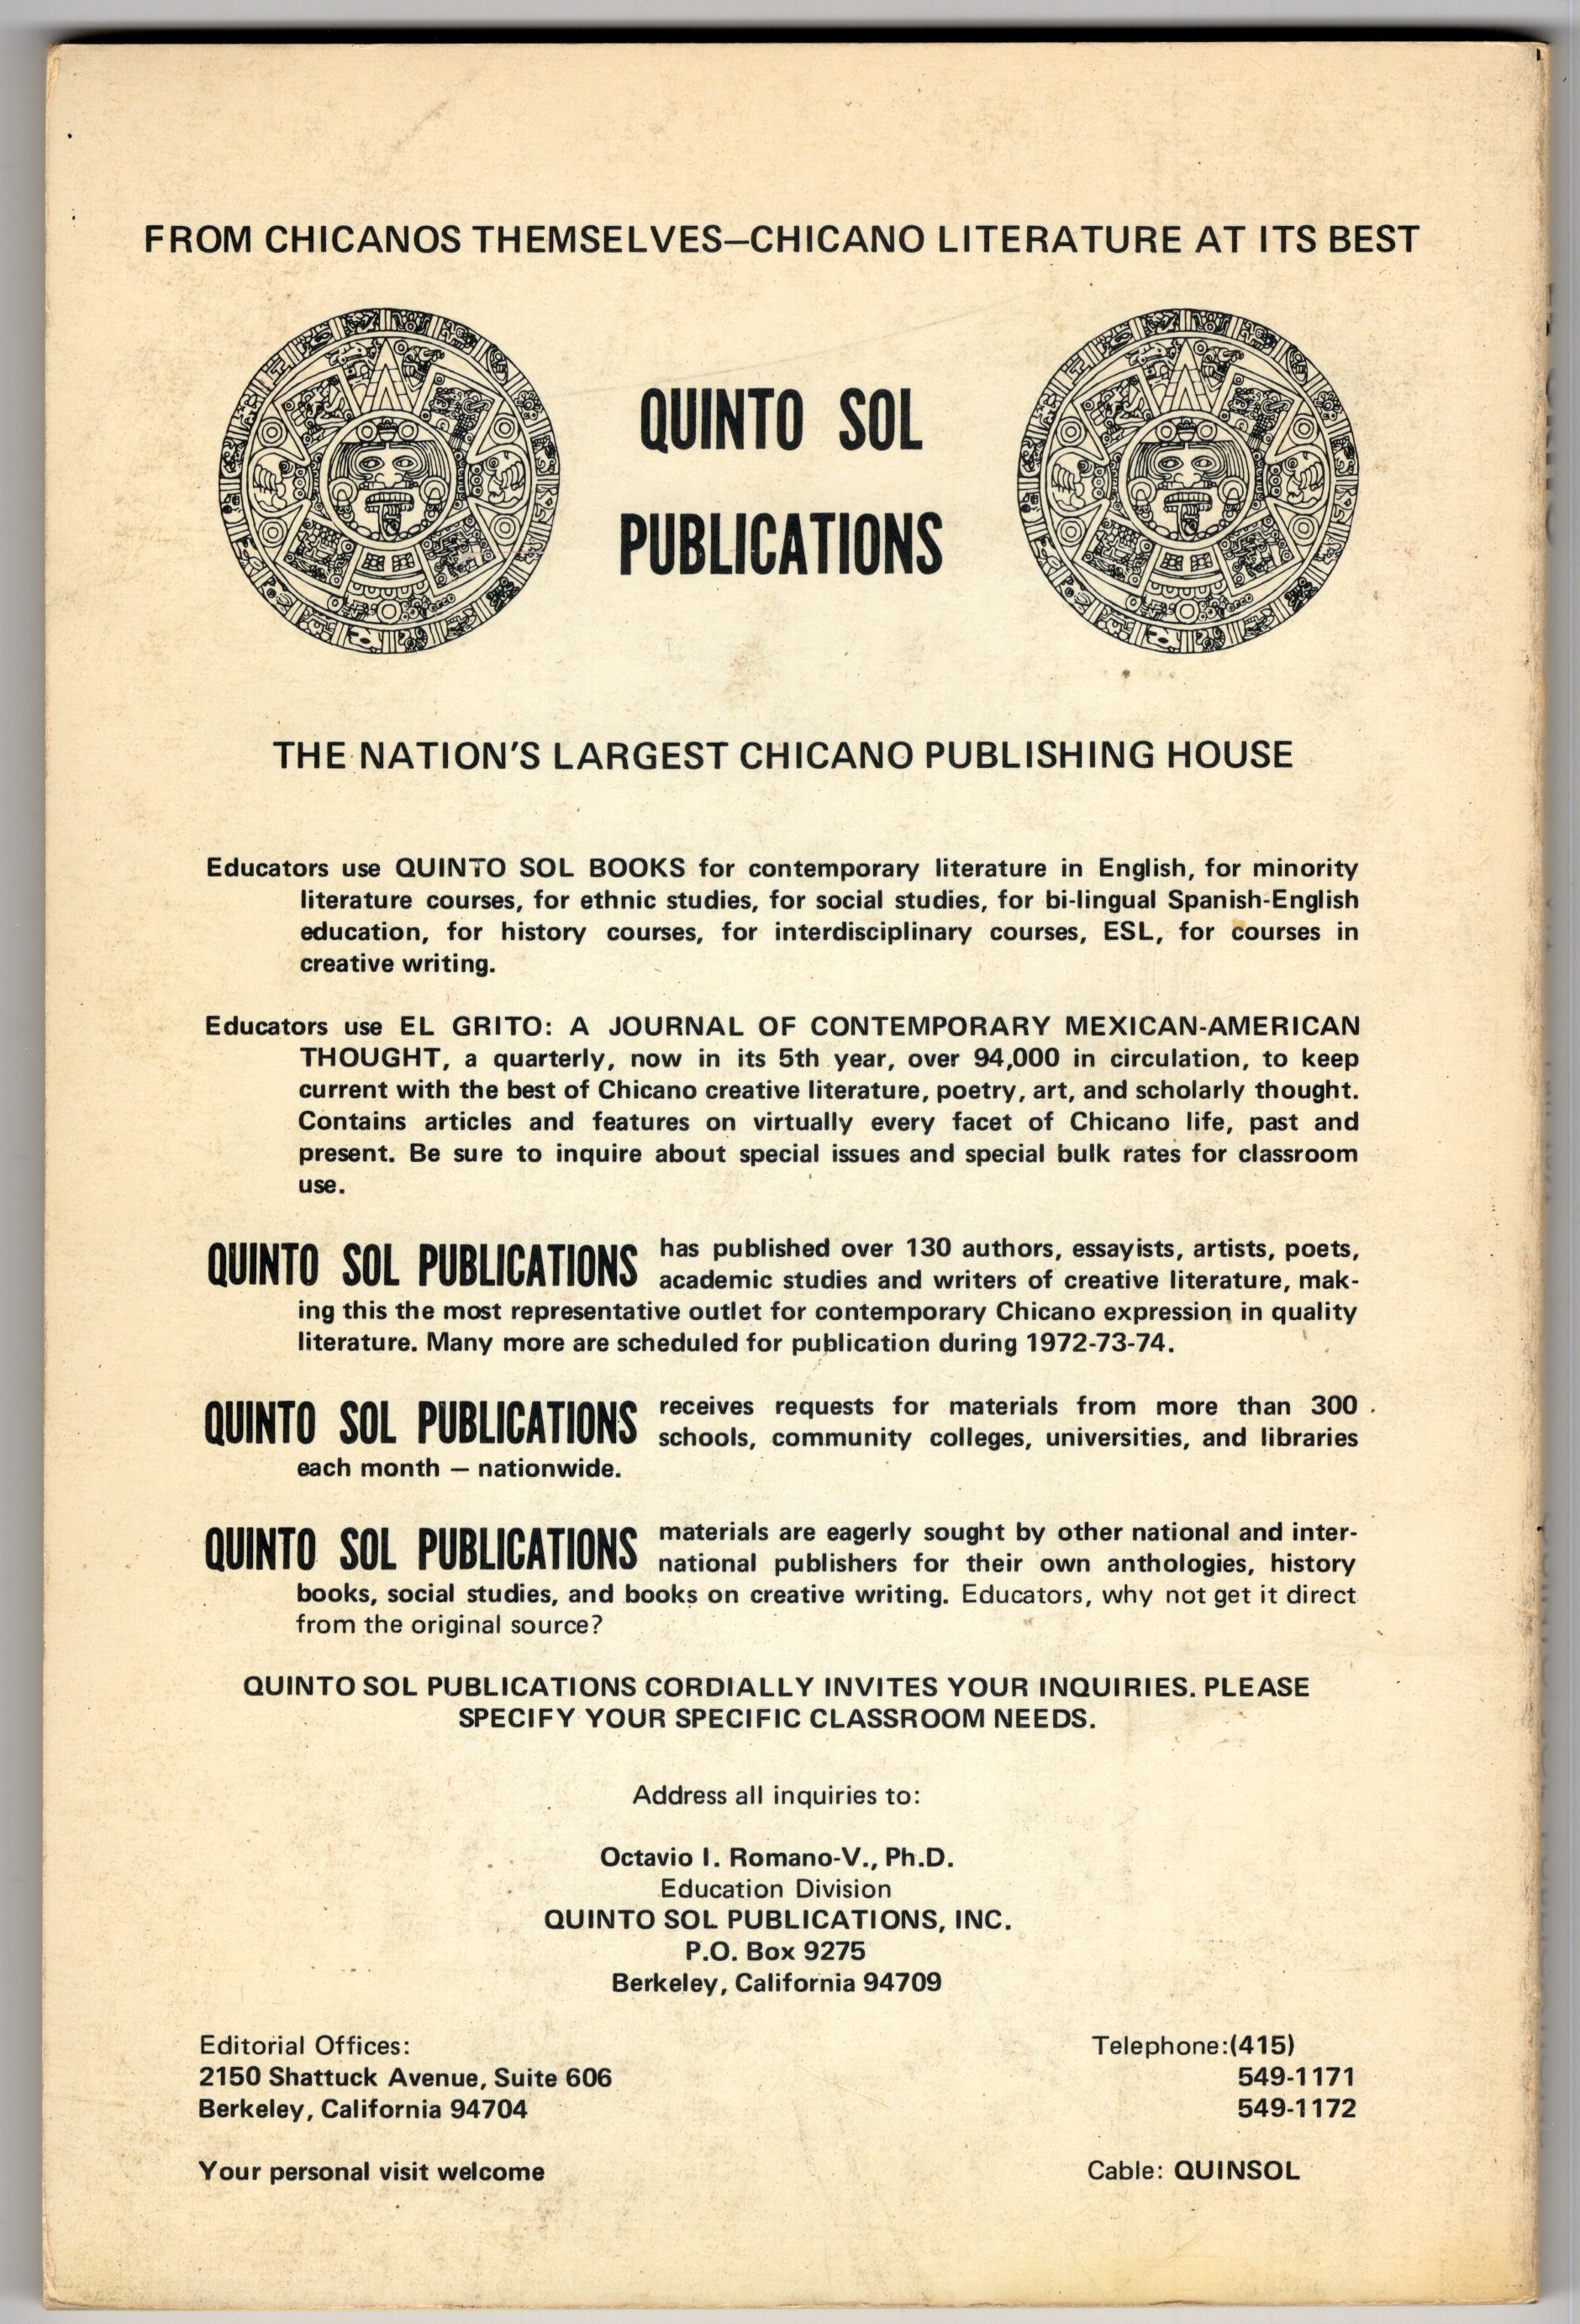 FROM CHICANOS THEMSELVES—CHICANO LITERATURE AT ITS BEST
QUINTO SOL
PUBLICATIONS
THE NATION'S LARGEST CHICANO PUBLISHING HOUSE
Educators use QUINTO SOL BOOKS for contemporary literature in English, for minority
literature courses, for ethnic studies, for social studies, for bi-lingual Spanish-English
education, for history courses, for interdisciplinary courses, ESL, for courses in
creative writing.
Educators use EL GRITO: A JOURNAL OF CONTEMPORARY MEXICAN-AMERICAN
THOUGHT, a quarterly, now in its 5th year, over 94,000 in circulation, to keep
current with the best of Chicano creative literature, poetry, art, and scholarly thought.
Contains articles and features on virtually every facet of Chicano life, past and
present. Be sure to inquire about special issues and special bulk rates for classroom
use.
QUINTO SOL PUBLICATIONS has published over 130 authors, essayists, artists, poets,
academic studies and writers of creative literature, mak-
ing this the most representative outlet for contemporary Chicano expression in quality
literature. Many more are scheduled for publication during 1972-73-74.
QUINTO SOL PUBLICATIONS receives requests for materials from more than 300
schools, community colleges, universities, and libraries
each month — nationwide.
QUINTO SOL PUBLICATIONS materials are eagerly sought by other national and inter-
national publishers for their own anthologies, history
books, social studies, and books on creative writing. Educators, why not get it direct
from the original source?
QUINTO SOL PUBLICATIONS CORDIALLY INVITES YOUR INQUIRIES. PLEASE
SPECIFY YOUR SPECIFIC CLASSROOM NEEDS.
Address all inquiries to:
Octavio I. Romano-V., Ph.D.
Education Division
QUINTO SOL PUBLICATIONS, INC.
P.O. Box 9275
Berkeley, California 94709
Editorial Offices:
2150 Shattuck Avenue, Suite 606
Berkeley, California 94704
Your personal visit welcome
Telephone:(415)
549-1171
549-1172
Cable: QUINSOL